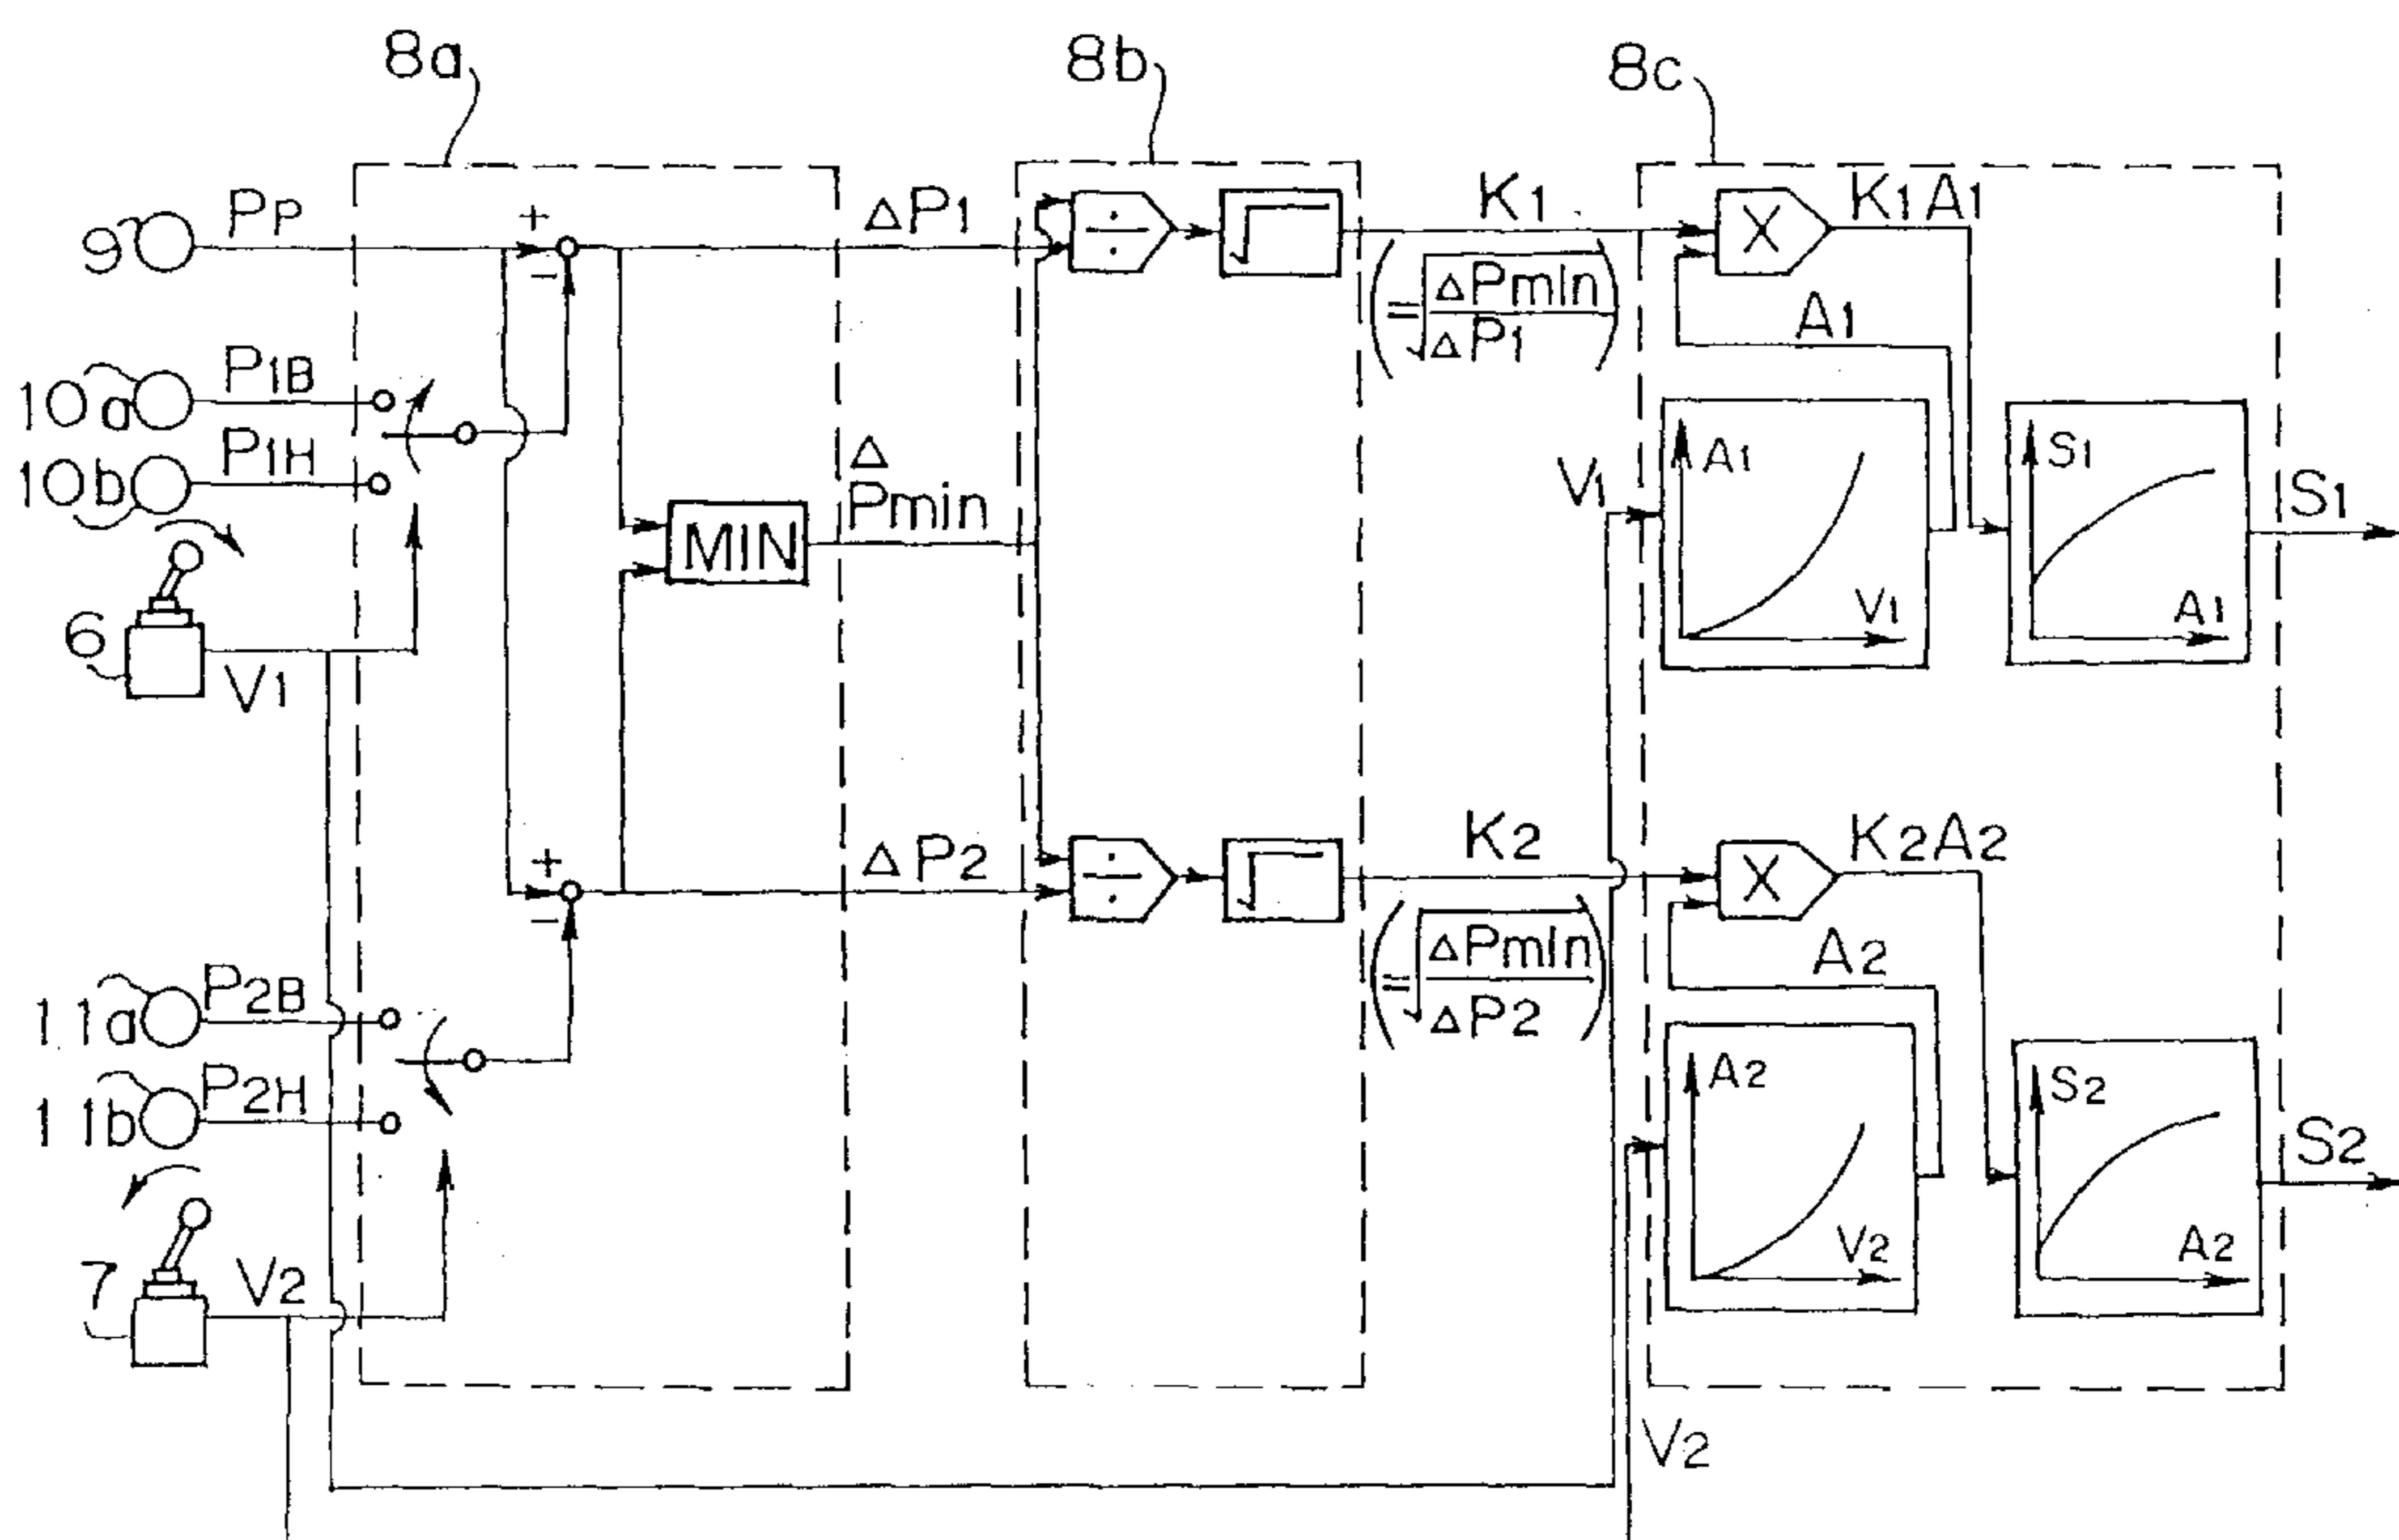 8a
8b
8c
9
PP
+
-
ΔP1
÷
√
K1
(=√ΔPmin/ΔP1)
X
K1A1
A1
10a
P1B
10b
P1H
MIN
Δ
Pmin
V1
A1
V1
S1
A1
S1
6
V1
+
-
ΔP2
÷
√
K2
(=√ΔPmin/ΔP2)
X
K2A2
A2
11a
P2B
11b
P2H
A2
V2
S2
A2
S2
7
V2
V2